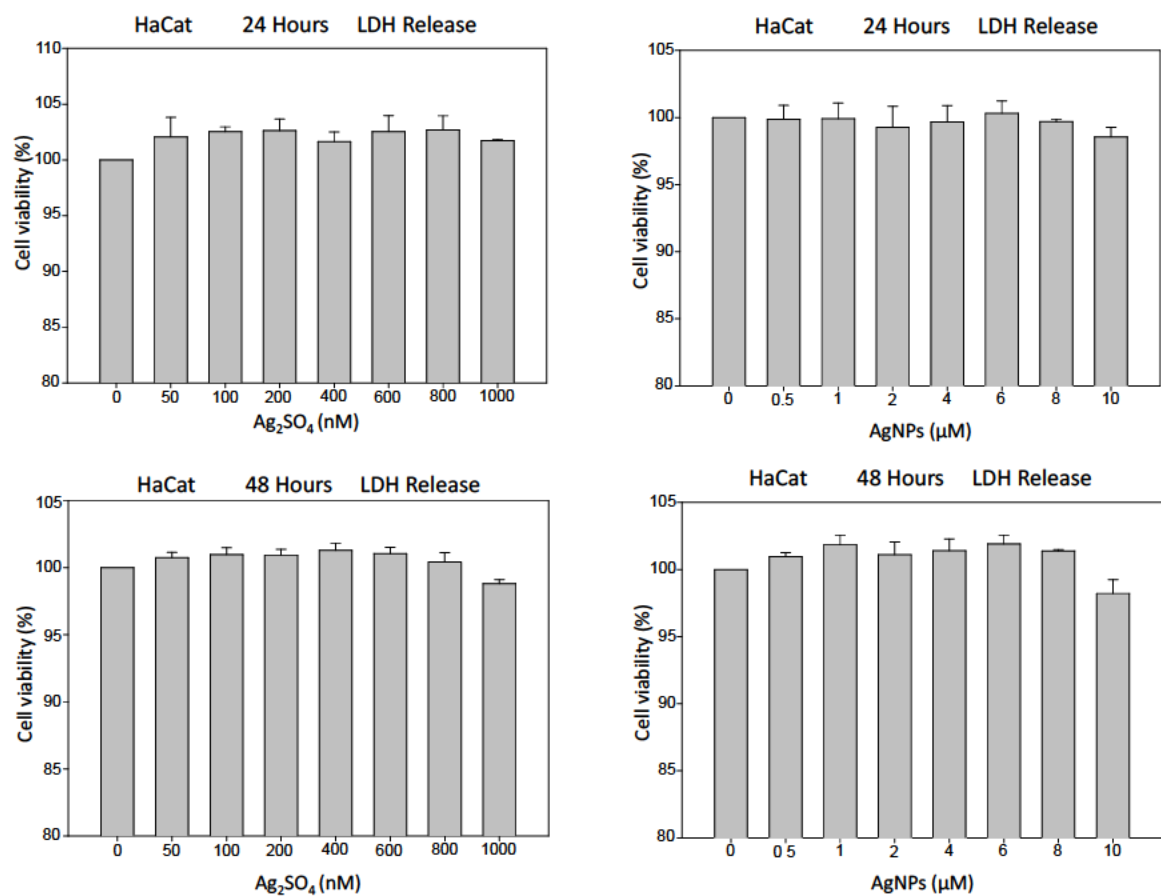 HaCat 24 Hours LDH Release
Cell viability (%)
110
105
100
95
90
85
80
0 50 100 200 400 600 800 1000
Ag₂SO₄ (nM)
HaCat 24 Hours LDH Release
Cell viability (%)
105
100
95
90
85
80
0 0.5 1 2 4 6 8 10
AgNPs (µM)
HaCat 48 Hours LDH Release
Cell viability (%)
105
100
95
90
85
80
0 50 100 200 400 600 800 1000
Ag₂SO₄ (nM)
HaCat 48 Hours LDH Release
Cell viability (%)
105
100
95
90
85
80
0 0 5 1 2 4 6 8 10
AgNPs (µM)